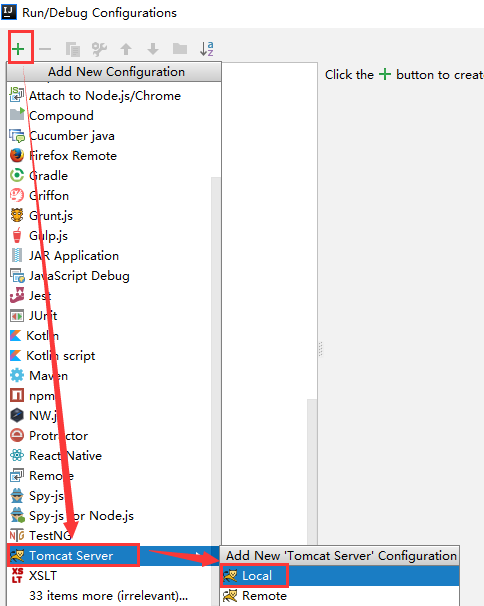 Run/Debug Configurations
Add New Configuration
Click the + button to create
Attach to Node.js/Chrome
Compound
Cucumber java
Firefox Remote
Gradle
Griffon
Grunt.js
Gulp.js
JAR Application
JavaScript Debug
Jest
JUnit
Kotlin
Kotlin script
Maven
npm
NW.js
Protractor
React Native
Remote
Spy-js
Spy-js for Node.js
TestNG
Tomcat Server
Add New 'Tomcat Server' Configuration
XSLT
Local
33 items more (irrelevant)...
Remote